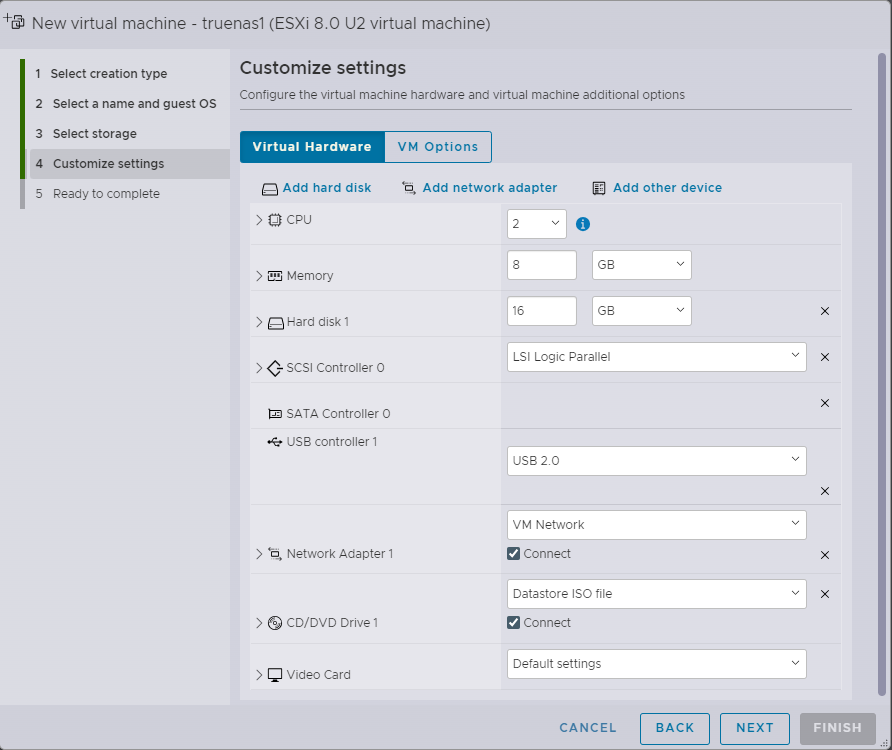 New virtual machine - truenas1 (ESXi 8.0 U2 virtual machine)
1 Select creation type
2 Select a name and guest OS
3 Select storage
4 Customize settings
5 Ready to complete
Customize settings
Configure the virtual machine hardware and virtual machine additional options
Virtual Hardware VM Options
Add hard disk Add network adapter Add other device
CPU 2
Memory 8 GB
Hard disk 1 16 GB
SCSI Controller 0 LSI Logic Parallel
SATA Controller 0
USB controller 1
USB 2.0
VM Network
Network Adapter 1 Connect
Datastore ISO file
CD/DVD Drive 1 Connect
Video Card Default settings
CANCEL BACK NEXT FINISH